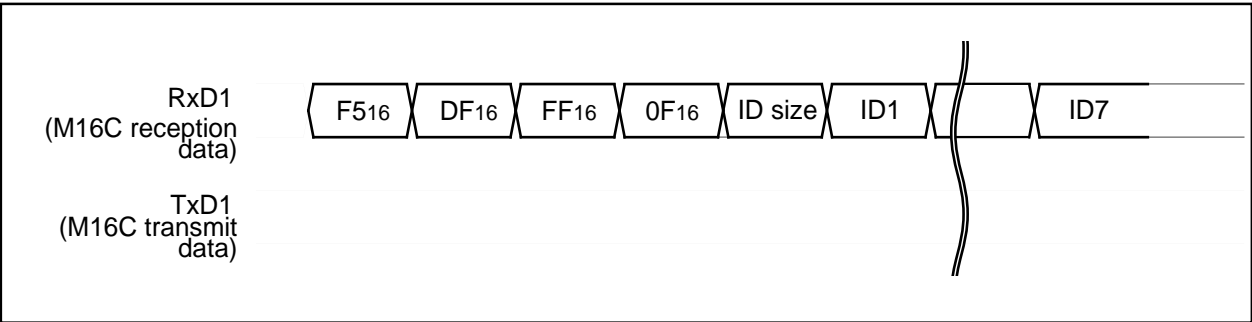 RxD1
(M16C reception
data)
F516 DF16 FF16 0F16 ID size ID1 ID7
TxD1
(M16C transmit
data)